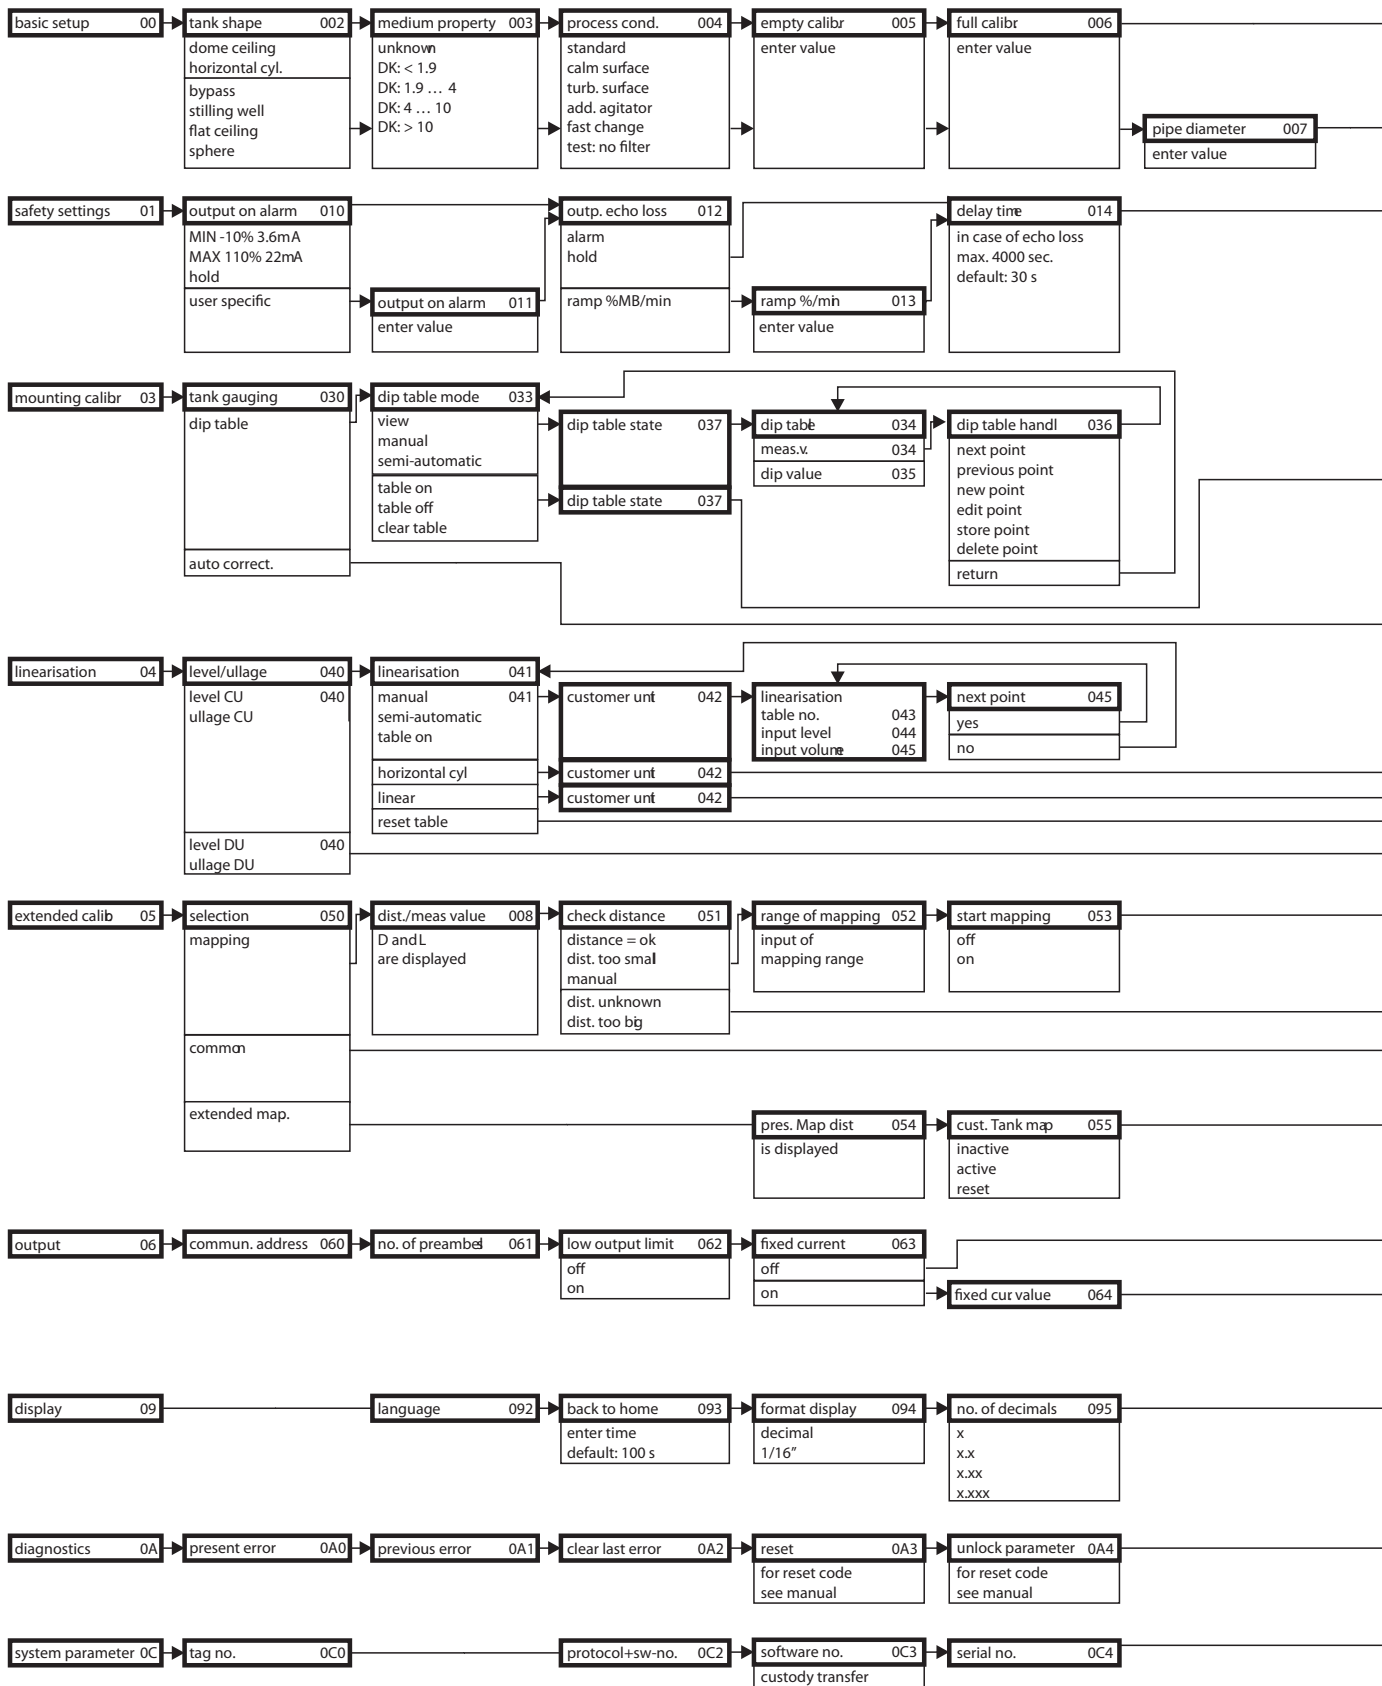 basic setup 00
tank shape 002
dome ceiling
horizontal cyl.
bypass
stilling well
flat ceiling
sphere
medium property 003
unknown
DK: < 1.9
DK: 1.9 … 4
DK: 4 … 10
DK: > 10
process cond. 004
standard
calm surface
turb. surface
add. agitator
fast change
test: no filter
empty calibr. 005
enter value
full calibr. 006
enter value
pipe diameter 007
enter value
safety settings 01
output on alarm 010
MIN -10% 3.6mA
MAX 110% 22mA
hold
user specific
output on alarm 011
enter value
outp. echo loss 012
alarm
hold
ramp %MB/min
ramp %/min 013
enter value
delay time 014
in case of echo loss
max. 4000 sec.
default: 30 s
mounting calibr 03
tank gauging 030
dip table
auto correct.
dip table mode 033
view
manual
semi-automatic
table on
table off
clear table
dip table state 037
dip table state 037
dip table 034
meas.v. 034
dip value 035
dip table handl 036
next point
previous point
new point
edit point
store point
delete point
return
linearisation 04
level/ullage 040
level CU 040
ullage CU
level DU 040
ullage DU
linearisation 041
manual 041
semi-automatic
table on
horizontal cyl
linear
reset table
customer unit 042
customer unit 042
customer unit 042
linearisation
table no. 043
input level 044
input volume 045
next point 045
yes
no
extended calib 05
selection 050
mapping
common
extended map.
dist./meas value 008
D and L
are displayed
check distance 051
distance = ok
dist. too small
manual
dist. unknown
dist. too big
range of mapping 052
input of
mapping range
start mapping 053
off
on
pres. Map dist 054
is displayed
cust. Tank map 055
inactive
active
reset
output 06
commun. address 060
no. of preambels 061
low output limit 062
off
on
fixed current 063
off
on
fixed cur. value 064
display 09
language 092
back to home 093
enter time
default: 100 s
format display 094
decimal
1/16"
no. of decimals 095
x
x.x
x.xx
x.xxx
diagnostics 0A
present error 0A0
previous error 0A1
clear last error 0A2
reset 0A3
for reset code
see manual
unlock parameter 0A4
for reset code
see manual
system parameter 0C
tag no. 0C0
protocol+sw-no. 0C2
software no. 0C3
custody transfer
serial no. 0C4